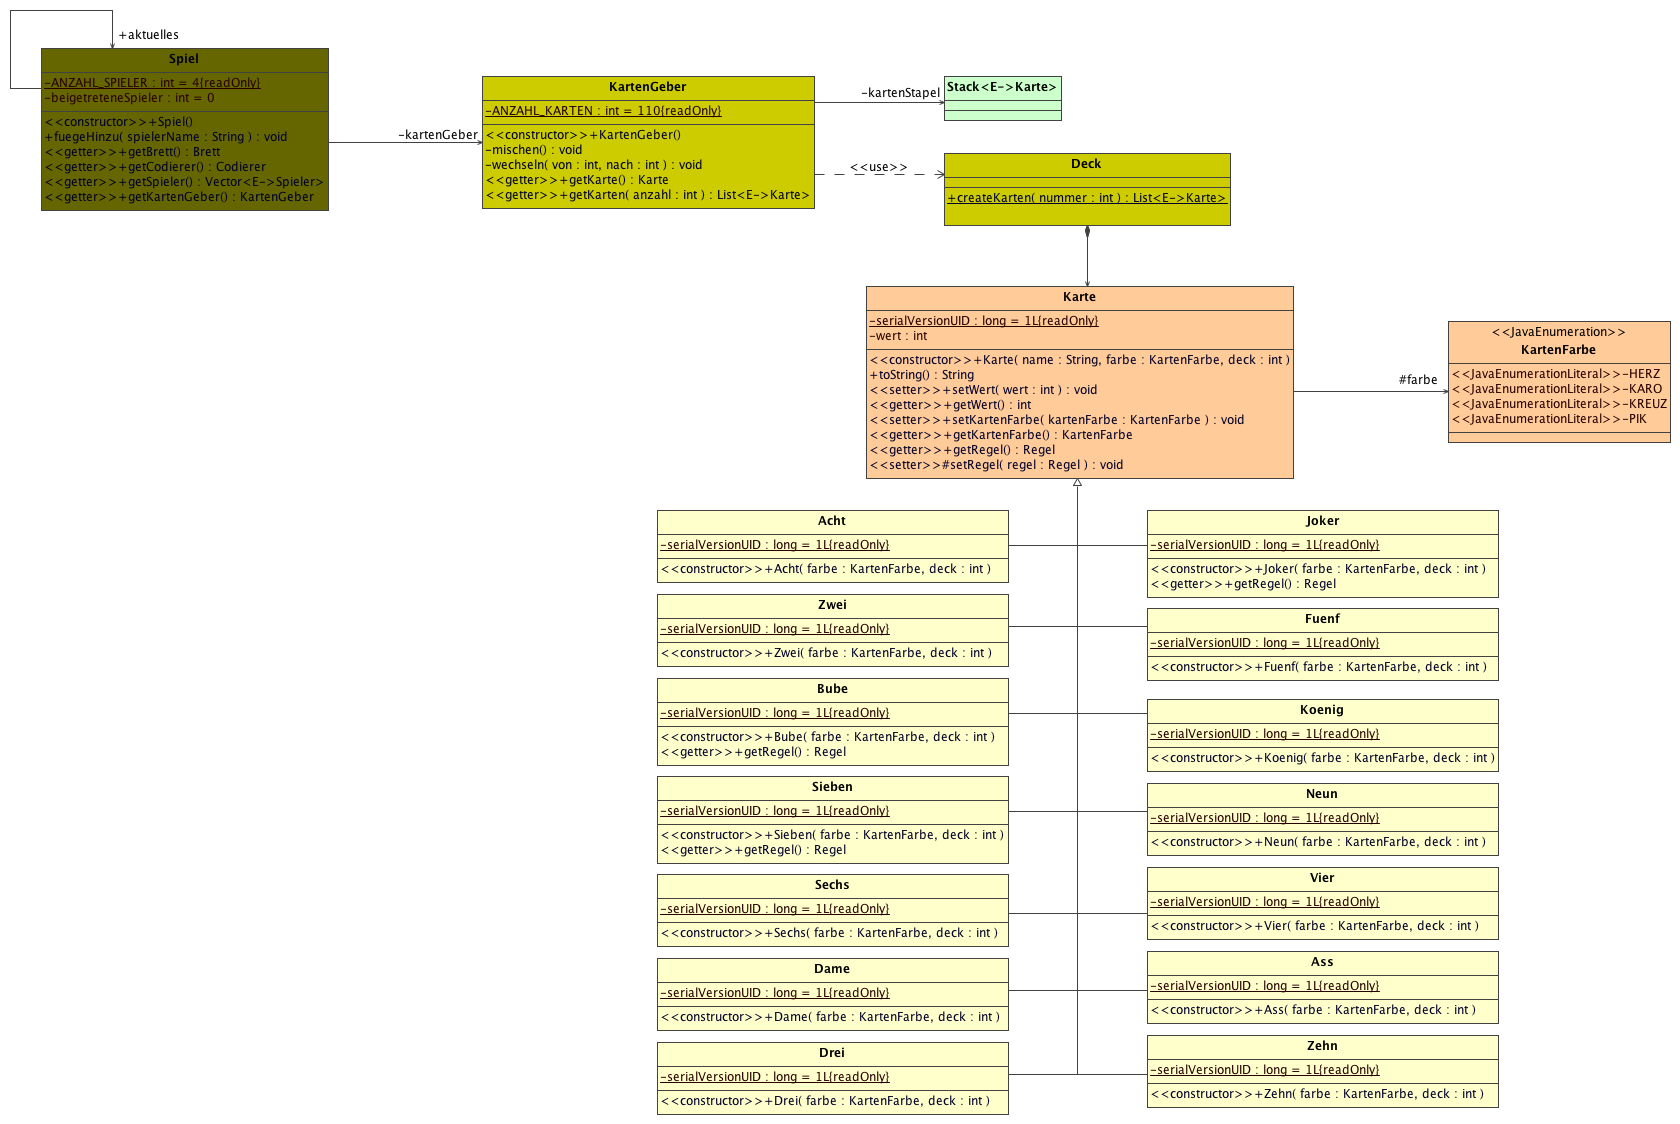 +aktuelles
Spiel
-ANZAHL_SPIELER : int = 4{readOnly}
-beigetreteneSpieler : int = 0
<<constructor>>+Spiel()
+fuegeHinzu( spielerName : String ) : void
<<getter>>+getBrett() : Brett
<<getter>>+getCodierer() : Codierer
<<getter>>+getSpieler() : Vector<E->Spieler>
<<getter>>+getKartenGeber() : KartenGeber
-kartenGeber
KartenGeber
-ANZAHL_KARTEN : int = 110{readOnly}
<<constructor>>+KartenGeber()
-mischen() : void
-wechseln( von : int, nach : int ) : void
<<getter>>+getKarte() : Karte
<<getter>>+getKarten( anzahl : int ) : List<E->Karte>
-kartenStapel
Stack<E->Karte>
<<use>>
Deck
+createKarten( nummer : int ) : List<E->Karte>
Karte
-serialVersionUID : long = 1L{readOnly}
-wert : int
<<constructor>>+Karte( name : String, farbe : KartenFarbe, deck : int )
+toString() : String
<<setter>>+setWert( wert : int ) : void
<<getter>>+getWert() : int
<<setter>>+setKartenFarbe( kartenFarbe : KartenFarbe ) : void
<<getter>>+getKartenFarbe() : KartenFarbe
<<getter>>+getRegel() : Regel
<<setter>>#setRegel( regel : Regel ) : void
#farbe
<<JavaEnumeration>>
KartenFarbe
<<JavaEnumerationLiteral>>-HERZ
<<JavaEnumerationLiteral>>-KARO
<<JavaEnumerationLiteral>>-KREUZ
<<JavaEnumerationLiteral>>-PIK
Acht
-serialVersionUID : long = 1L{readOnly}
<<constructor>>+Acht( farbe : KartenFarbe, deck : int )
Zwei
-serialVersionUID : long = 1L{readOnly}
<<constructor>>+Zwei( farbe : KartenFarbe, deck : int )
Bube
-serialVersionUID : long = 1L{readOnly}
<<constructor>>+Bube( farbe : KartenFarbe, deck : int )
<<getter>>+getRegel() : Regel
Sieben
-serialVersionUID : long = 1L{readOnly}
<<constructor>>+Sieben( farbe : KartenFarbe, deck : int )
<<getter>>+getRegel() : Regel
Sechs
-serialVersionUID : long = 1L{readOnly}
<<constructor>>+Sechs( farbe : KartenFarbe, deck : int )
Dame
-serialVersionUID : long = 1L{readOnly}
<<constructor>>+Dame( farbe : KartenFarbe, deck : int )
Drei
-serialVersionUID : long = 1L{readOnly}
<<constructor>>+Drei( farbe : KartenFarbe, deck : int )
Joker
-serialVersionUID : long = 1L{readOnly}
<<constructor>>+Joker( farbe : KartenFarbe, deck : int )
<<getter>>+getRegel() : Regel
Fuenf
-serialVersionUID : long = 1L{readOnly}
<<constructor>>+Fuenf( farbe : KartenFarbe, deck : int )
Koenig
-serialVersionUID : long = 1L{readOnly}
<<constructor>>+Koenig( farbe : KartenFarbe, deck : int )
Neun
-serialVersionUID : long = 1L{readOnly}
<<constructor>>+Neun( farbe : KartenFarbe, deck : int )
Vier
-serialVersionUID : long = 1L{readOnly}
<<constructor>>+Vier( farbe : KartenFarbe, deck : int )
Ass
-serialVersionUID : long = 1L{readOnly}
<<constructor>>+Ass( farbe : KartenFarbe, deck : int )
Zehn
-serialVersionUID : long = 1L{readOnly}
<<constructor>>+Zehn( farbe : KartenFarbe, deck : int )